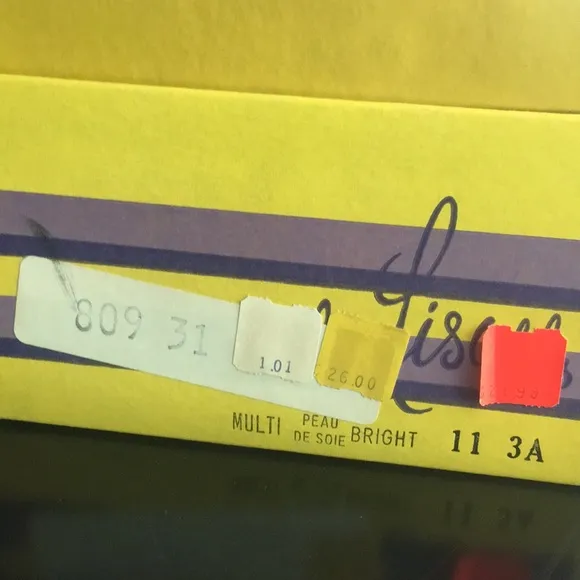 809 31
1.01
26.00
MULTI PEAU DE SOIE BRIGHT 11 3A